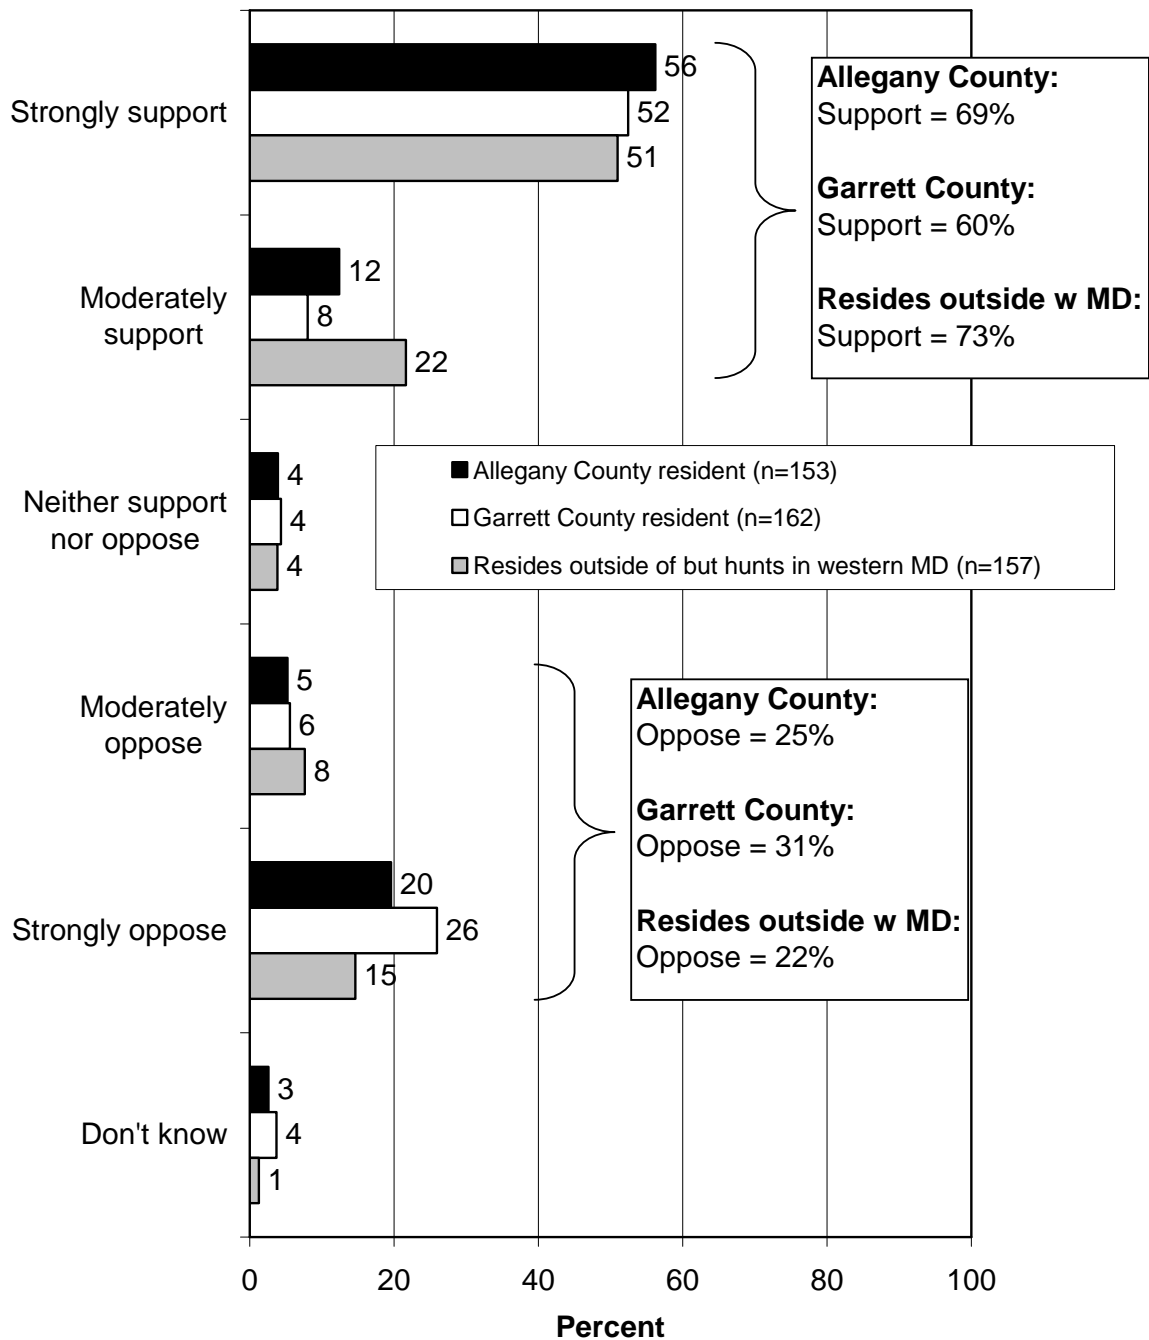 Strongly support
56
52
51
Allegany County:
Support = 69%
Garrett County:
Support = 60%
Resides outside w MD:
Support = 73%
Moderately
support
12
8
22
Neither support
nor oppose
4
4
4
Allegany County resident (n=153)
Garrett County resident (n=162)
Resides outside of but hunts in western MD (n=157)
Moderately
oppose
5
6
8
Allegany County:
Oppose = 25%
Garrett County:
Oppose = 31%
Resides outside w MD:
Oppose = 22%
Strongly oppose
20
26
15
Don't know
3
4
1
0 20 40 60 80 100
Percent